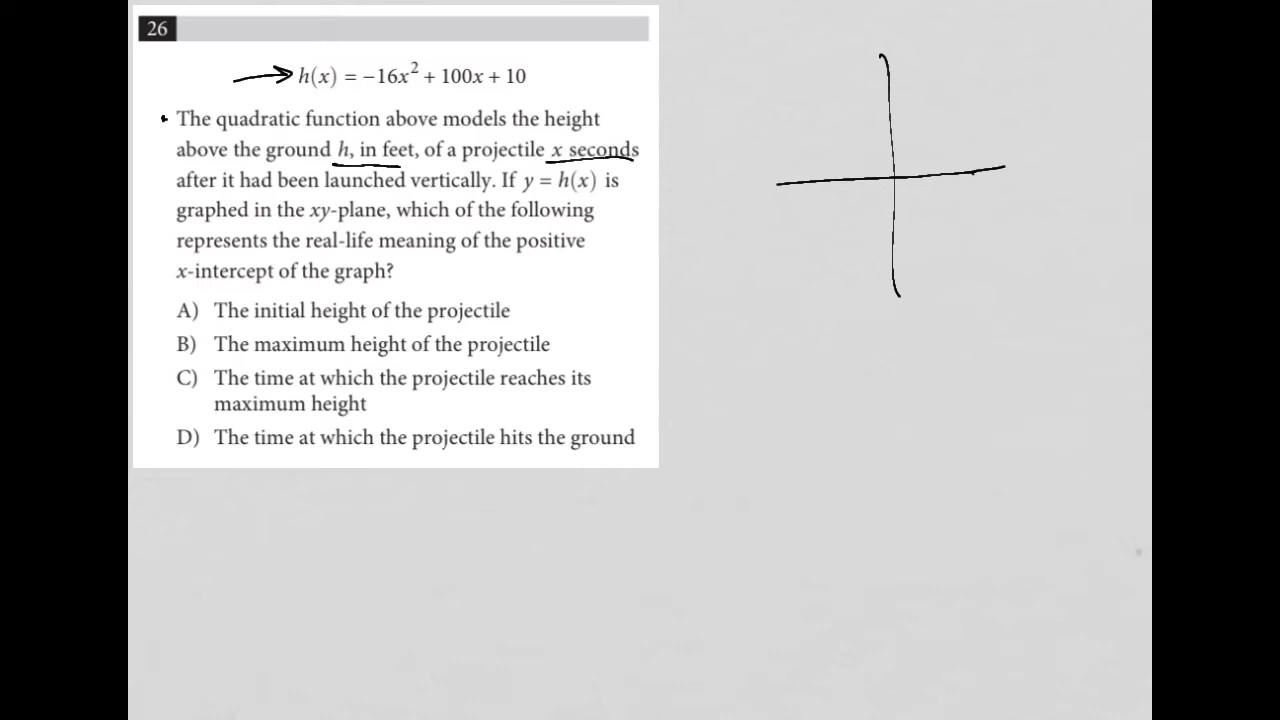 26
h(x) = −16x² + 100x + 10
The quadratic function above models the height
above the ground h, in feet, of a projectile x seconds
after it had been launched vertically. If y = h(x) is
graphed in the xy-plane, which of the following
represents the real-life meaning of the positive
x-intercept of the graph?
A) The initial height of the projectile
B) The maximum height of the projectile
C) The time at which the projectile reaches its
maximum height
D) The time at which the projectile hits the ground